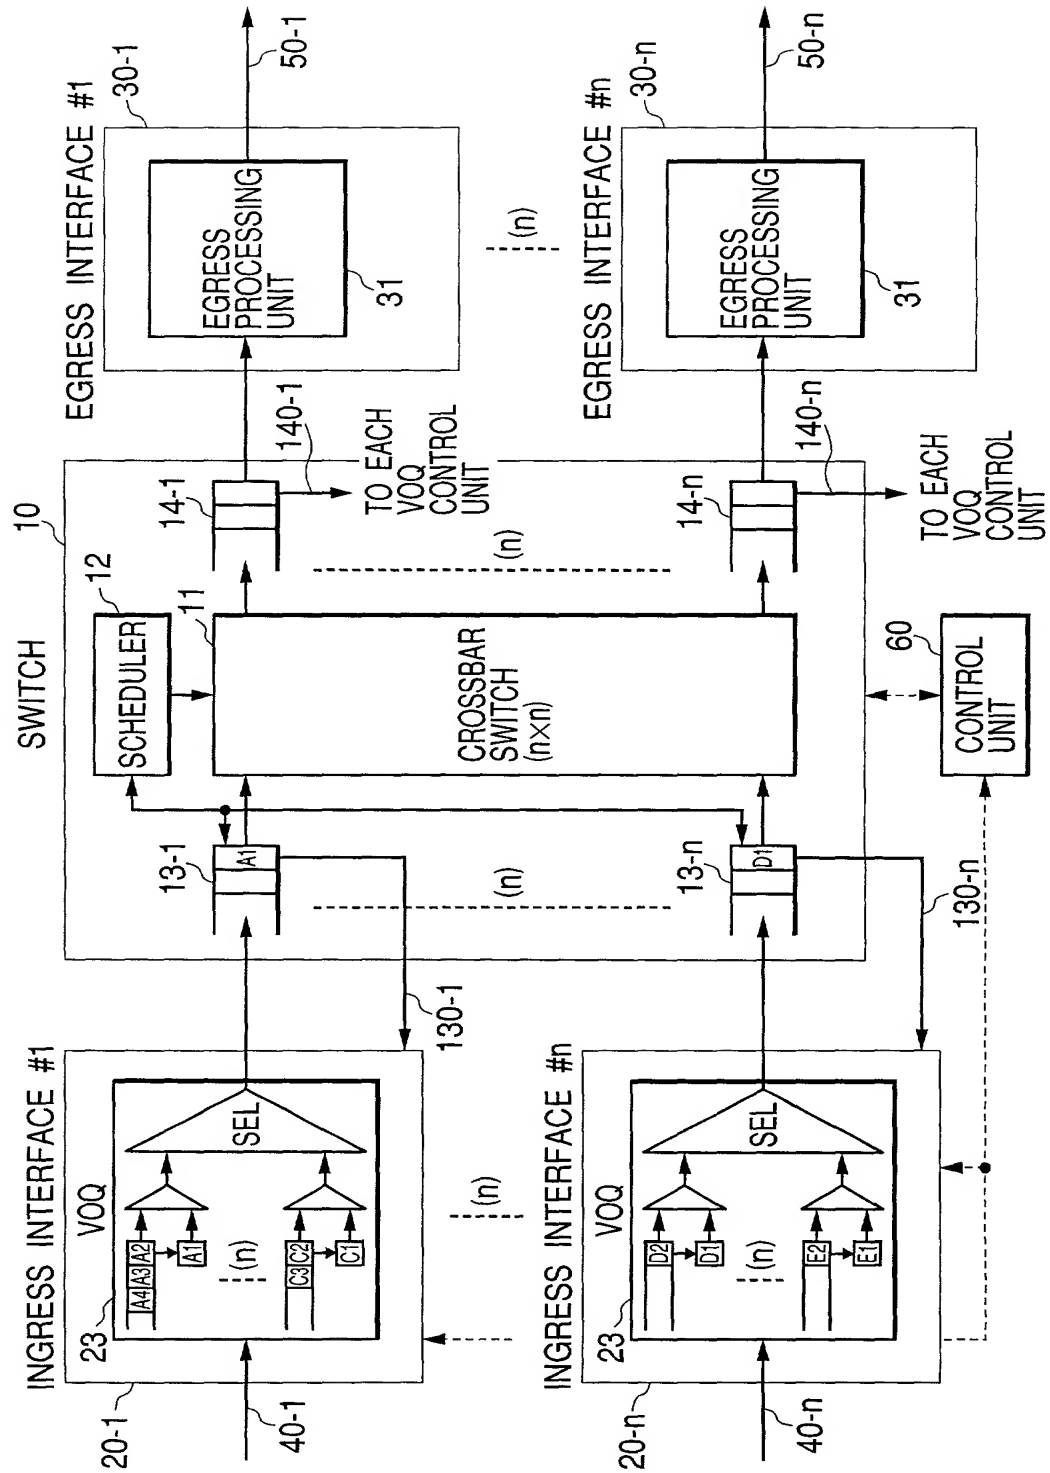 SWITCH
10
INGRESS INTERFACE #1
20-1
40-1
23
VOQ
A4 A3 A2
A1
(n)
C3 C2
C1
SEL
130-1
(n)
INGRESS INTERFACE #n
20-n
40-n
23
VOQ
D2
D1
(n)
E2
E1
SEL
130-n
13-1
A1
(n)
13-n
D1
SCHEDULER
12
11
CROSSBAR
SWITCH
(n×n)
14-1
140-1
TO EACH
VOQ
CONTROL
UNIT
(n)
14-n
140-n
TO EACH
VOQ
CONTROL
UNIT
60
CONTROL
UNIT
EGRESS INTERFACE #1
30-1
EGRESS
PROCESSING
UNIT
31
50-1
(n)
EGRESS INTERFACE #n
30-n
EGRESS
PROCESSING
UNIT
31
50-n